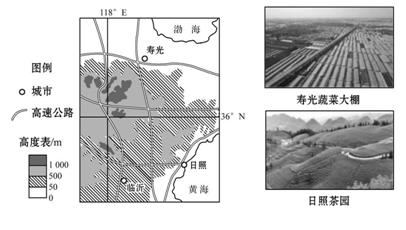 118°E
渤海
寿光
图例
城市
高速公路
高度表/m
1 000
500
50
0
36°N
日照
临沂
黄海
寿光蔬菜大棚
日照茶园